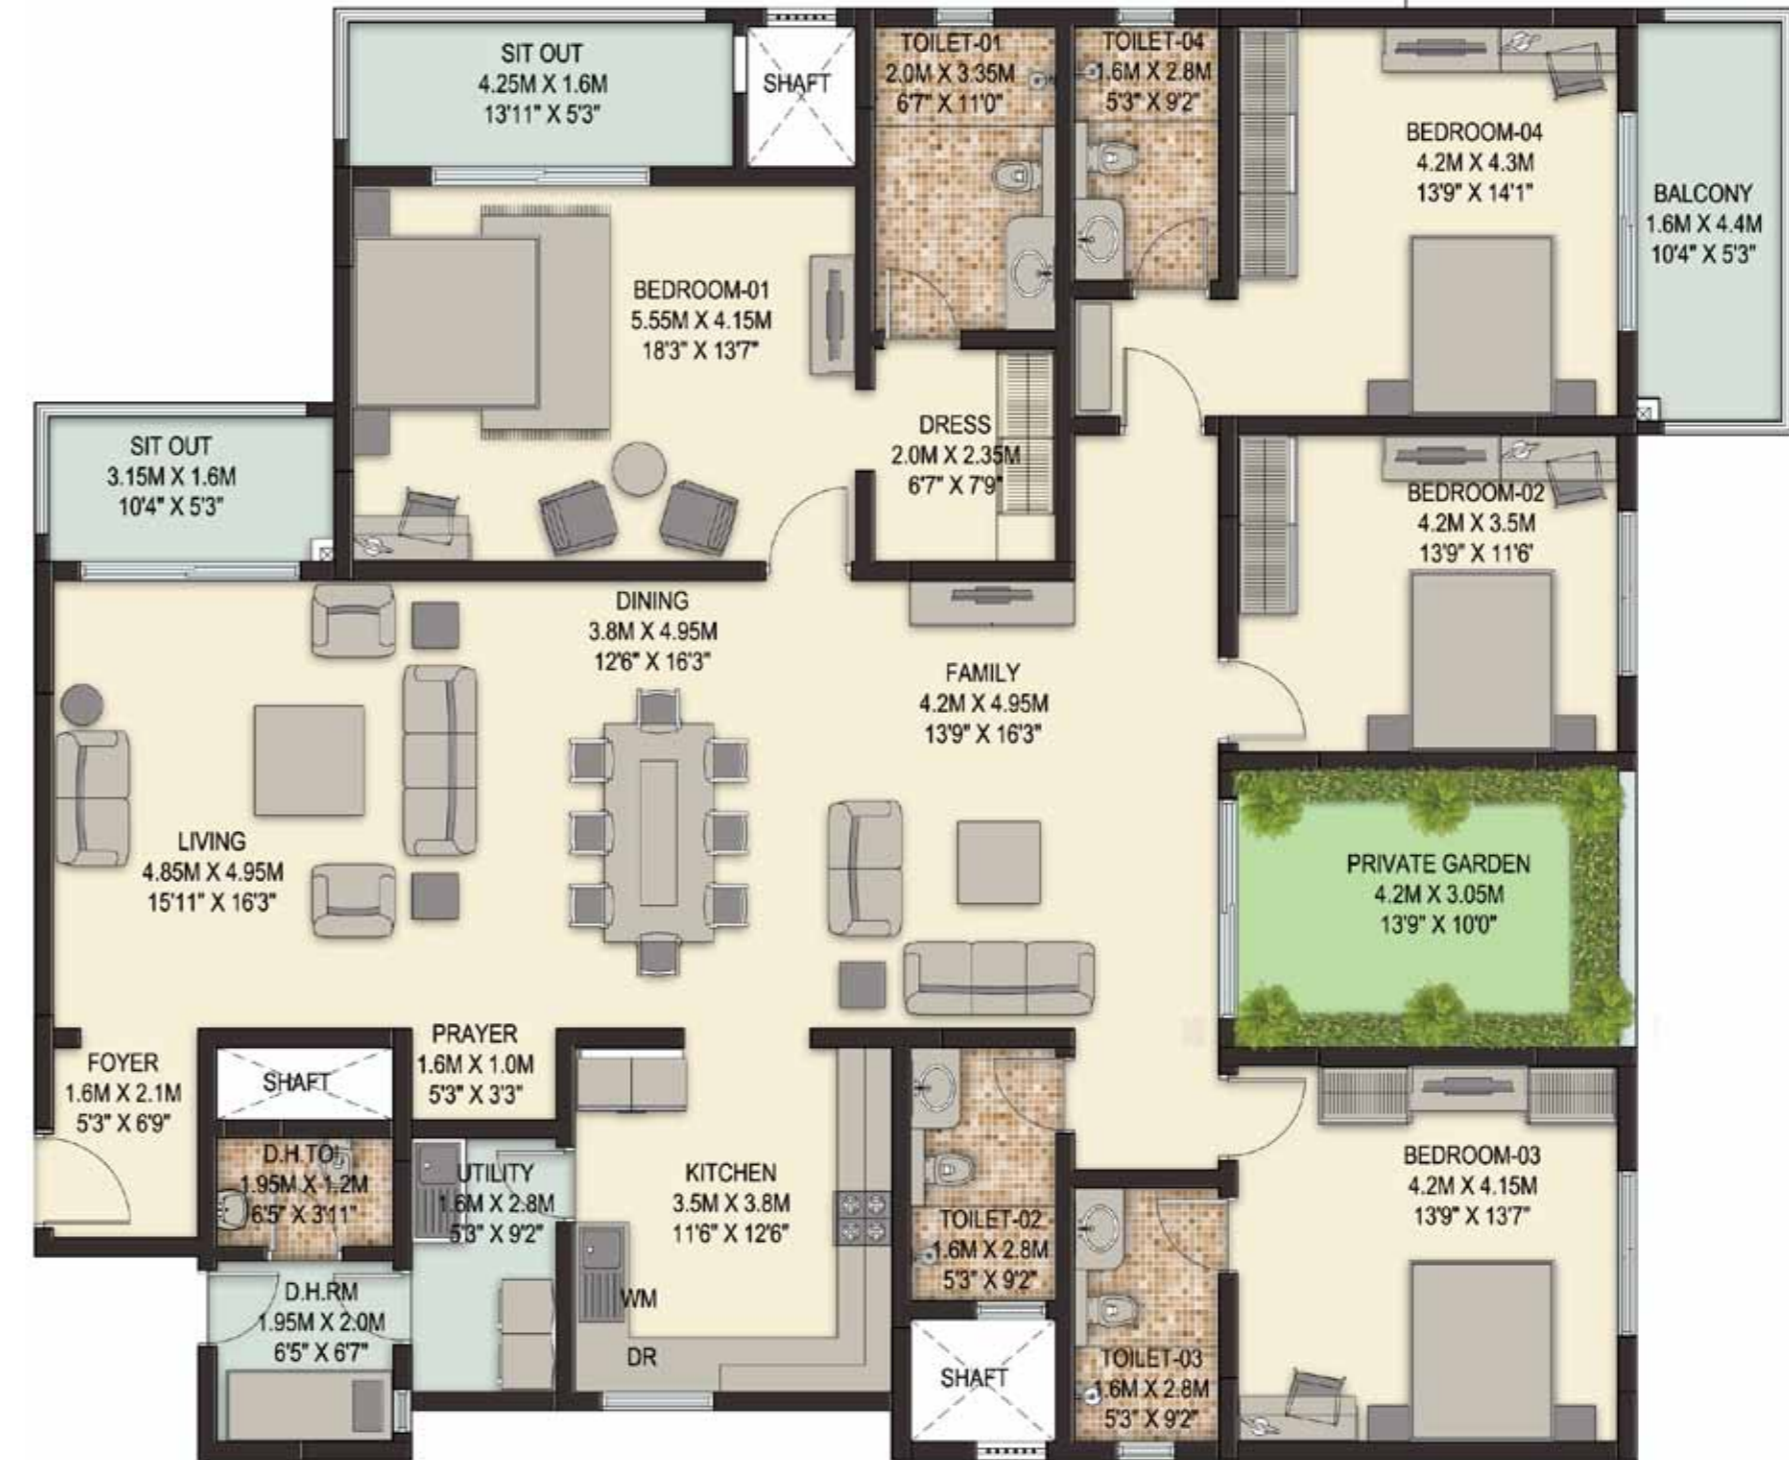 SIT OUT
4.25M X 1.6M
13'11" X 5'3"
SHAFT
TOILET-01
2.0M X 3.35M
6'7" X 11'0"
TOILET-04
1.6M X 2.8M
5'3" X 9'2"
BEDROOM-04
4.2M X 4.3M
13'9" X 14'1"
BALCONY
1.6M X 4.4M
10'4" X 5'3"
BEDROOM-01
5.55M X 4.15M
18'3" X 13'7"
SIT OUT
3.15M X 1.6M
10'4" X 5'3"
DRESS
2.0M X 2.35M
6'7" X 7'9"
BEDROOM-02
4.2M X 3.5M
13'9" X 11'6'
DINING
3.8M X 4.95M
12'6" X 16'3"
FAMILY
4.2M X 4.95M
13'9" X 16'3"
LIVING
4.85M X 4.95M
15'11" X 16'3"
PRIVATE GARDEN
4.2M X 3.05M
13'9" X 10'0"
FOYER
1.6M X 2.1M
5'3" X 6'9"
SHAFT
PRAYER
1.6M X 1.0M
5'3" X 3'3"
D.H.TOI
1.95M X 1.2M
6'5" X 3'11"
UTILITY
1.6M X 2.8M
5'3" X 9'2"
KITCHEN
3.5M X 3.8M
11'6" X 12'6"
TOILET-02
1.6M X 2.8M
5'3" X 9'2"
BEDROOM-03
4.2M X 4.15M
13'9" X 13'7"
D.H.RM
1.95M X 2.0M
6'5" X 6'7"
WM
DR
SHAFT
TOILET-03
1.6M X 2.8M
5'3" X 9'2"